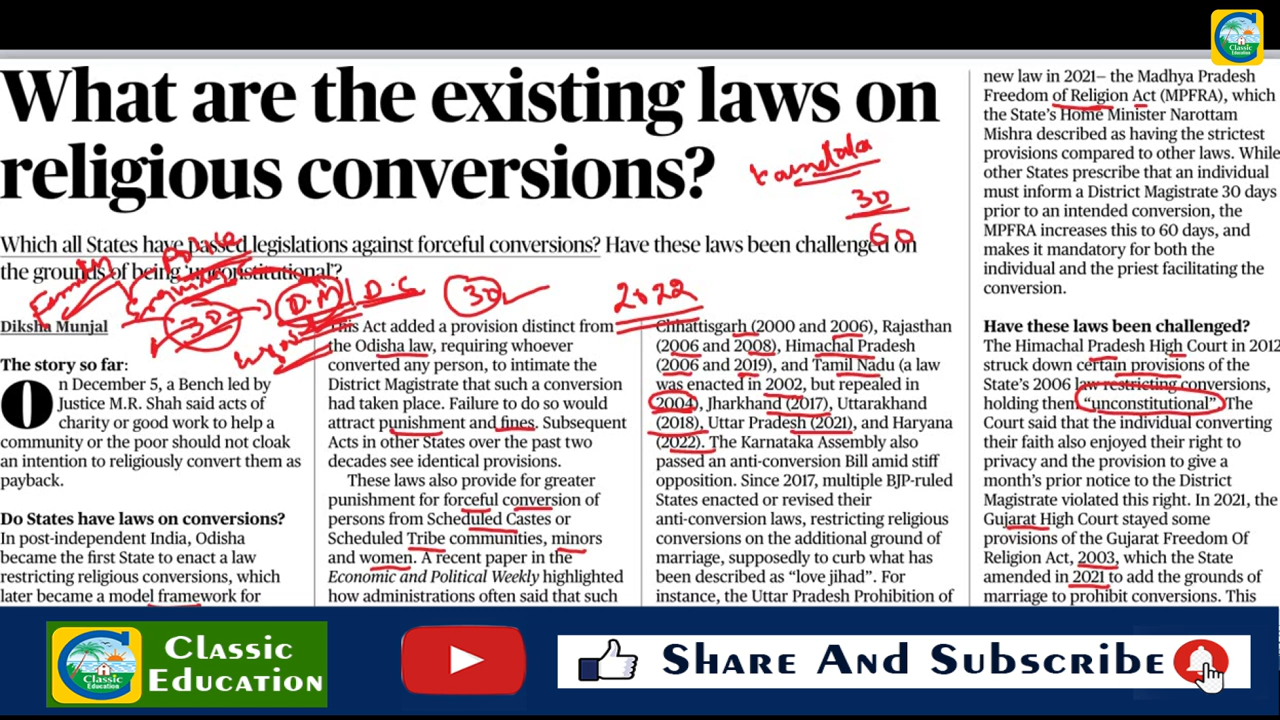 Classic
Education
What are the existing laws on
religious conversions?
Which all States have passed legislations against forceful conversions? Have these laws been challenged on
the grounds of being 'unconstitutional'?
30
60
30
D.M / D.C
30
2022
Diksha Munjal
The story so far:
On December 5, a Bench led by
Justice M.R. Shah said acts of
charity or good work to help a
community or the poor should not cloak
an intention to religiously convert them as
payback.
Do States have laws on conversions?
In post-independent India, Odisha
became the first State to enact a law
restricting religious conversions, which
later became a model framework for
This Act added a provision distinct from
the Odisha law, requiring whoever
converted any person, to intimate the
District Magistrate that such a conversion
had taken place. Failure to do so would
attract punishment and fines. Subsequent
Acts in other States over the past two
decades see identical provisions.
These laws also provide for greater
punishment for forceful conversion of
persons from Scheduled Castes or
Scheduled Tribe communities, minors
and women. A recent paper in the
Economic and Political Weekly highlighted
how administrations often said that such
Chhattisgarh (2000 and 2006), Rajasthan
(2006 and 2008), Himachal Pradesh
(2006 and 2019), and Tamil Nadu (a law
was enacted in 2002, but repealed in
2004), Jharkhand (2017), Uttarakhand
(2018), Uttar Pradesh (2021), and Haryana
(2022). The Karnataka Assembly also
passed an anti-conversion Bill amid stiff
opposition. Since 2017, multiple BJP-ruled
States enacted or revised their
anti-conversion laws, restricting religious
conversions on the additional ground of
marriage, supposedly to curb what has
been described as “love jihad”. For
instance, the Uttar Pradesh Prohibition of
new law in 2021– the Madhya Pradesh
Freedom of Religion Act (MPFRA), which
the State's Home Minister Narottam
Mishra described as having the strictest
provisions compared to other laws. While
other States prescribe that an individual
must inform a District Magistrate 30 days
prior to an intended conversion, the
MPFRA increases this to 60 days, and
makes it mandatory for both the
individual and the priest facilitating the
conversion.
Have these laws been challenged?
The Himachal Pradesh High Court in 2012
struck down certain provisions of the
State's 2006 law restricting conversions,
holding them “unconstitutional”. The
Court said that the individual converting
their faith also enjoyed their right to
privacy and the provision to give a
month's prior notice to the District
Magistrate violated this right. In 2021, the
Gujarat High Court stayed some
provisions of the Gujarat Freedom Of
Religion Act, 2003, which the State
amended in 2021 to add the grounds of
marriage to prohibit conversions. This
Classic
Education
Classic
Education
Share And Subscribe